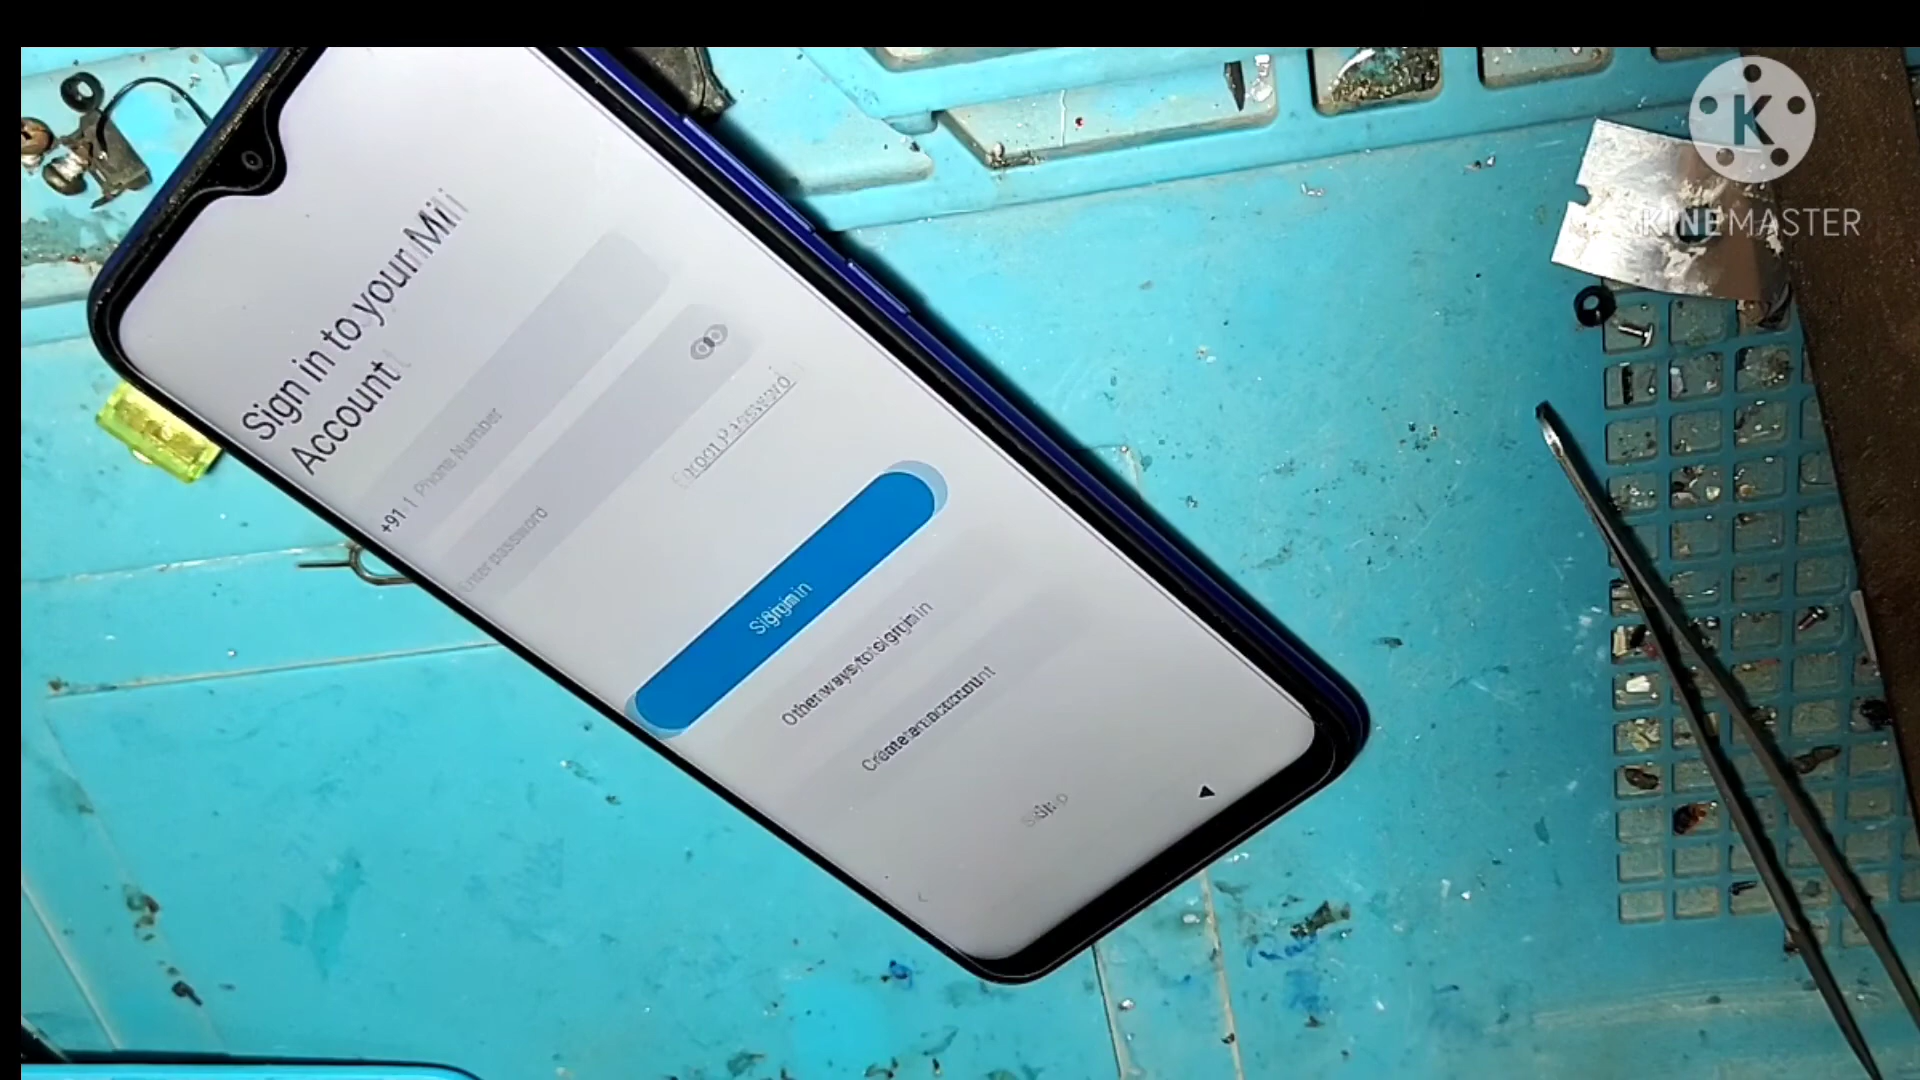 Sign in to your Mi
Account
+91 Phone Number
Enter password
Forgot Password
Sign in
Other ways to sign in
Create an account
Skip
K
KINEMASTER